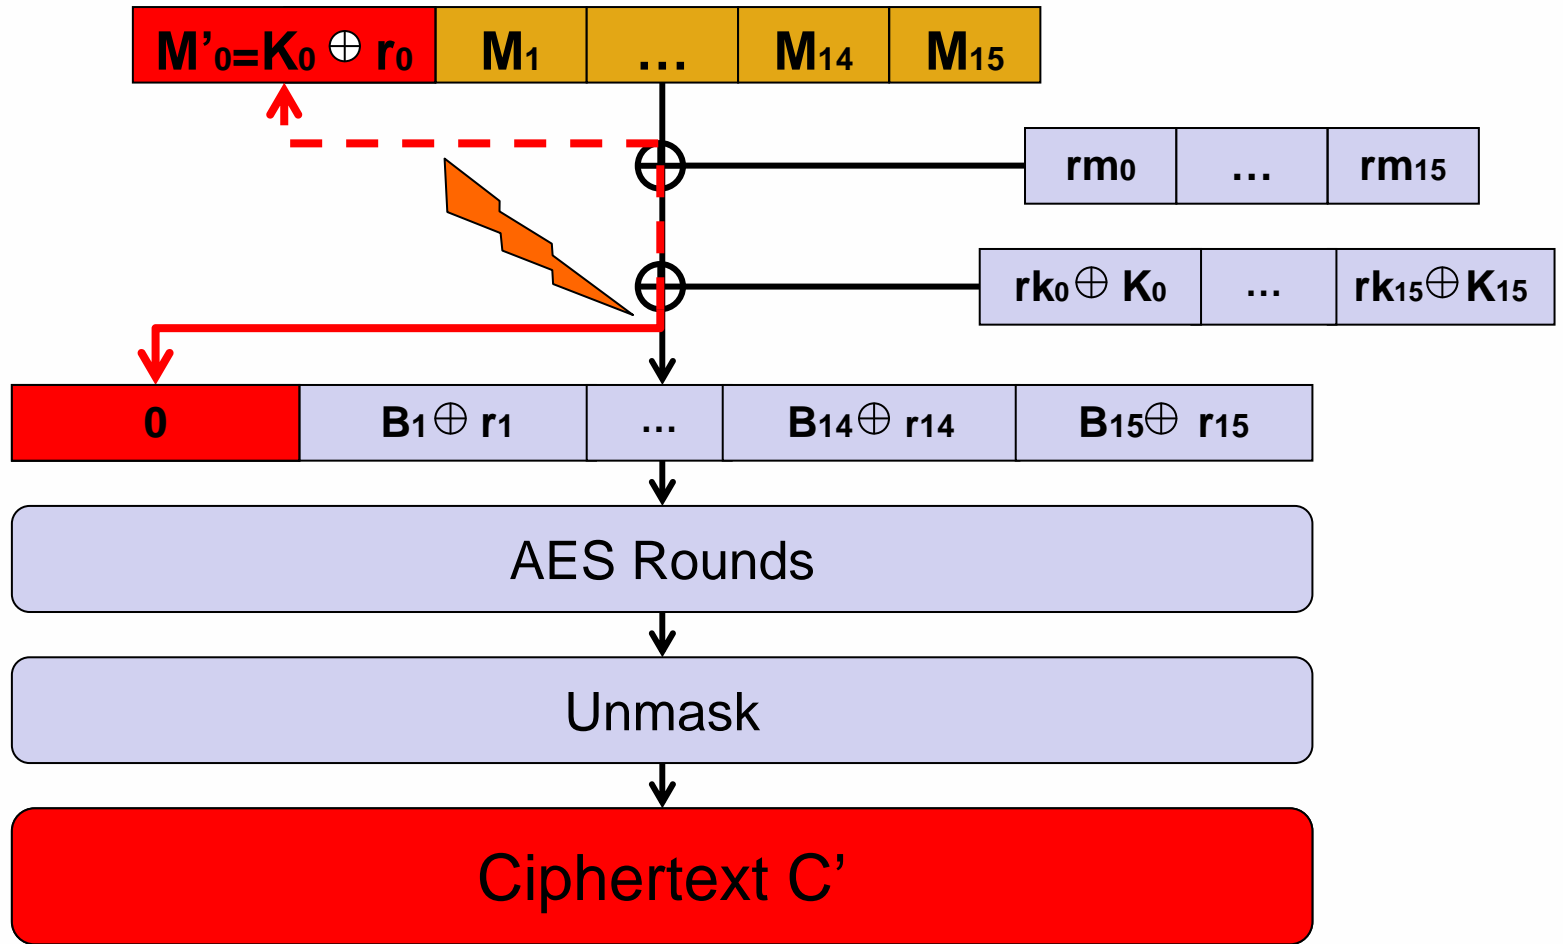 M’0=K0 ⊕ r0 M1 … M14 M15
rm0 … rm15
rk0 ⊕ K0 … rk15 ⊕ K15
0 B1 ⊕ r1 … B14 ⊕ r14 B15 ⊕ r15
AES Rounds
Unmask
Ciphertext C’